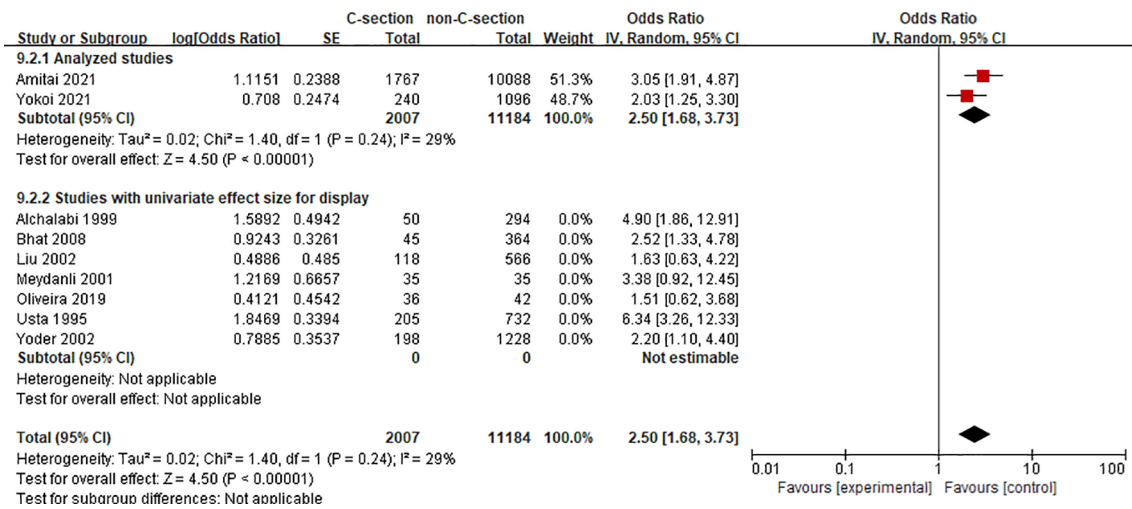 C-section non-C-section Odds Ratio Odds Ratio
Study or Subgroup log[Odds Ratio] SE Total Total Weight IV, Random, 95% CI IV, Random, 95% CI
9.2.1 Analyzed studies
Amitai 2021 1.1151 0.2388 1767 10088 51.3% 3.05 [1.91, 4.87]
Yokoi 2021 0.708 0.2474 240 1096 48.7% 2.03 [1.25, 3.30]
Subtotal (95% CI) 2007 11184 100.0% 2.50 [1.68, 3.73]
Heterogeneity: Tau² = 0.02; Chi² = 1.40, df = 1 (P = 0.24); I² = 29%
Test for overall effect: Z = 4.50 (P < 0.00001)
9.2.2 Studies with univariate effect size for display
Alchalabi 1999 1.5892 0.4942 50 294 0.0% 4.90 [1.86, 12.91]
Bhat 2008 0.9243 0.3261 45 364 0.0% 2.52 [1.33, 4.78]
Liu 2002 0.4886 0.485 118 566 0.0% 1.63 [0.63, 4.22]
Meydanli 2001 1.2169 0.6657 35 35 0.0% 3.38 [0.92, 12.45]
Oliveira 2019 0.4121 0.4542 36 42 0.0% 1.51 [0.62, 3.68]
Usta 1995 1.8469 0.3394 205 732 0.0% 6.34 [3.26, 12.33]
Yoder 2002 0.7885 0.3537 198 1228 0.0% 2.20 [1.10, 4.40]
Subtotal (95% CI) 0 0 Not estimable
Heterogeneity: Not applicable
Test for overall effect: Not applicable
Total (95% CI) 2007 11184 100.0% 2.50 [1.68, 3.73]
Heterogeneity: Tau² = 0.02; Chi² = 1.40, df = 1 (P = 0.24); I² = 29%
Test for overall effect: Z = 4.50 (P < 0.00001)
Test for subgroup differences: Not applicable
0.01 0.1 1 10 100
Favours [experimental] Favours [control]